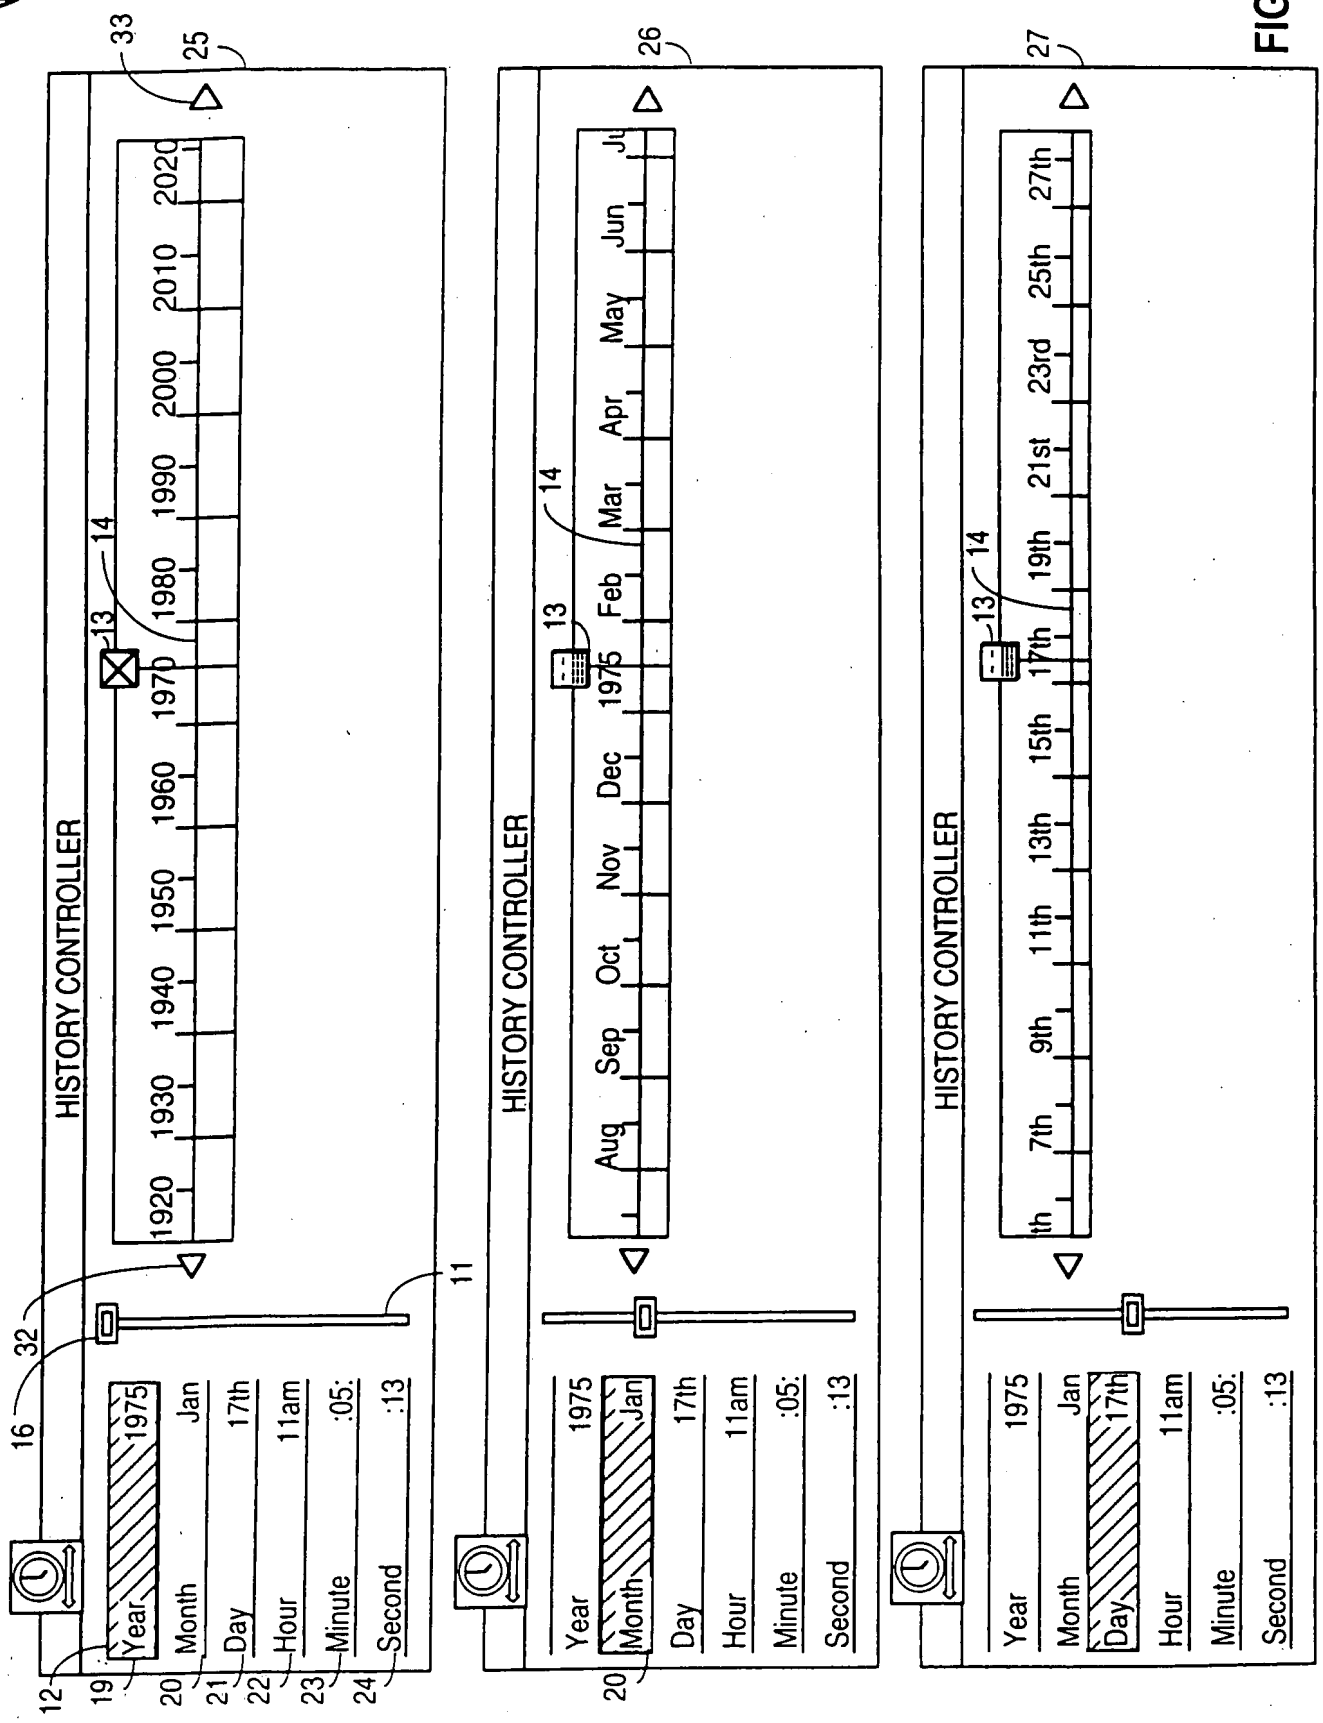 HISTORY CONTROLLER
16
32
33
25
12
19
Year 1975
20
Month Jan
21
Day 17th
22
Hour 11am
23
Minute :05:
24
Second :13
11
13
14
1920 1930 1940 1950 1960 1970 1980 1990 2000 2010 2020
HISTORY CONTROLLER
26
Year 1975
Month Jan
20
Day 17th
Hour 11am
Minute :05:
Second :13
13
14
Aug Sep Oct Nov Dec 1975 Feb Mar Apr May Jun Ju
HISTORY CONTROLLER
27
Year 1975
Month Jan
Day 17th
Hour 11am
Minute :05:
Second :13
13
14
th 7th 9th 11th 13th 15th 17th 19th 21st 23rd 25th 27th
FIG